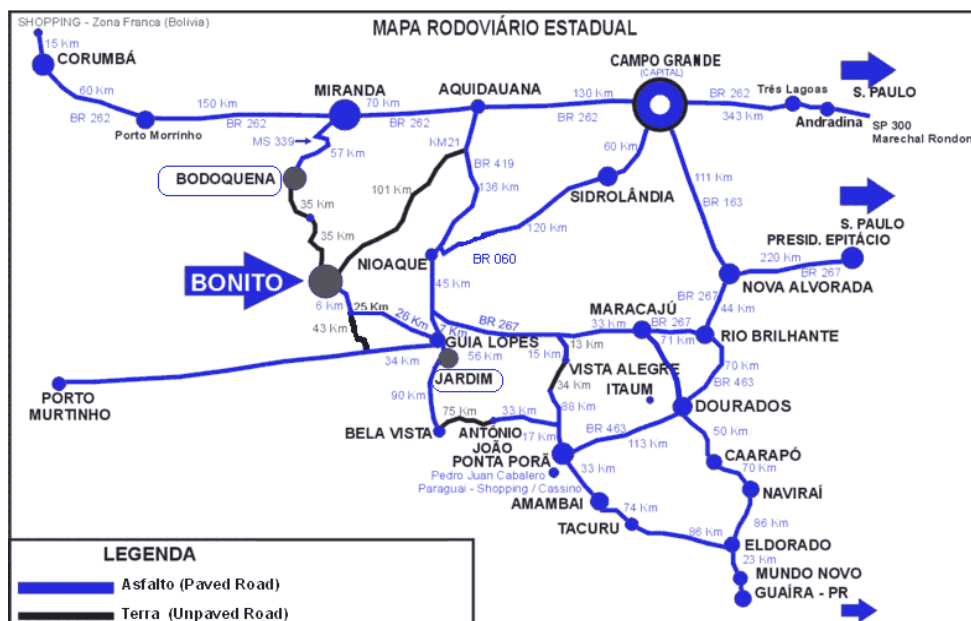 SHOPPING - Zona Franca (Bolivia)
MAPA RODOVIÁRIO ESTADUAL
15 Km
CORUMBÁ
60 Km
BR 262
Porto Morrinho
150 Km
BR 262
MIRANDA
70 Km
BR 262
AQUIDAUANA
130 Km
BR 262
CAMPO GRANDE
(CAPITAL)
BR 262
343 Km
Três Lagoas
Andradina
S. PAULO
SP 300
Marechal Rondon
MS 339
57 Km
KM21
BR 419
136 Km
101 Km
60 Km
SIDROLÂNDIA
120 Km
BR 060
111 Km
BR 163
BODOQUENA
35 Km
35 Km
BONITO
NIOAQUE
45 Km
S. PAULO
PRESID. EPITÁCIO
220 Km
BR 267
NOVA ALVORADA
BR 267
44 Km
6 Km
25 Km
26 Km
43 Km
7 Km
BR 267
GUIA LOPES
56 Km
JARDIM
34 Km
PORTO
MURTINHO
MARACAJÚ
33 Km
BR 267
71 Km
RIO BRILHANTE
13 Km
15 Km
VISTA ALEGRE
34 Km
ITAUM
70 Km
BR 463
DOURADOS
90 Km
BELA VISTA
75 Km
33 Km
ANTÔNIO
JOÃO
88 Km
17 Km
BR 463
113 Km
PONTA PORÃ
Pedro Juan Cabalero
Paraguai - Shopping / Cassino
50 Km
CAARAPÓ
70 Km
NAVIRAÍ
33 Km
AMAMBAI
74 Km
TACURU
86 Km
86 Km
ELDORADO
23 Km
MUNDO NOVO
GUAÍRA - PR
LEGENDA
Asfalto (Paved Road)
Terra (Unpaved Road)